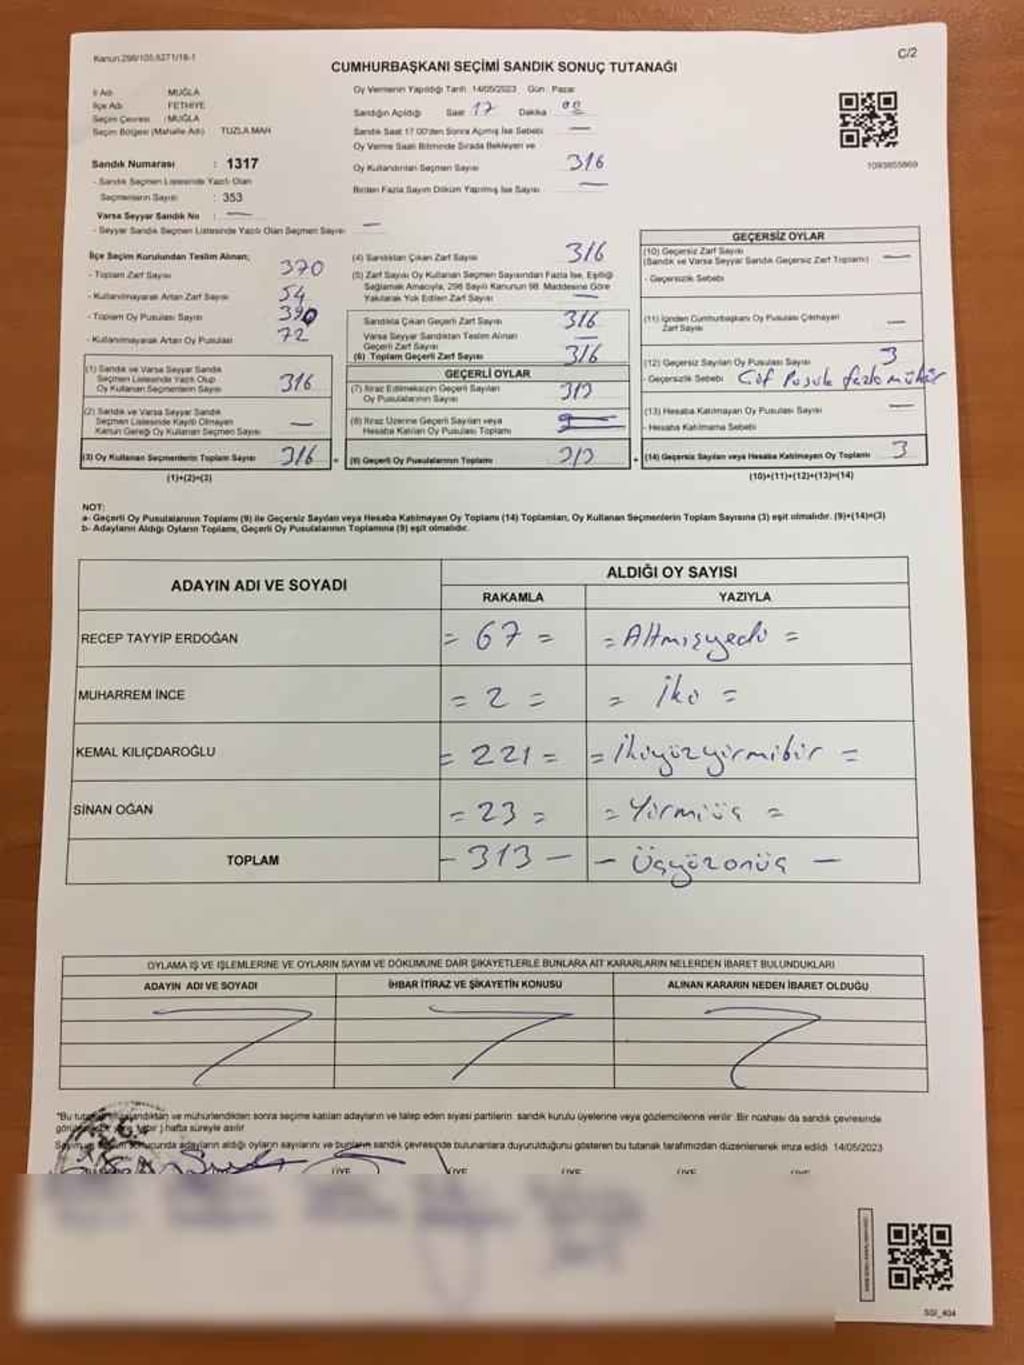 Kanun:298/105,6271/18-1
C/2
CUMHURBAŞKANI SEÇİMİ SANDIK SONUÇ TUTANAĞI
İl Adı MUĞLA
İlçe Adı FETHİYE
Seçim Çevresi : MUĞLA
Seçim Bölgesi (Mahalle Adı) TUZLA MAH
Sandık Numarası : 1317
- Sandık Seçmen Listesinde Yazılı Olan
Seçmenlerin Sayısı : 353
Varsa Seyyar Sandık No : —
- Seyyar Sandık Seçmen Listesinde Yazılı Olan Seçmen Sayısı —
Oy Vermenin Yapıldığı Tarih 14/05/2023 Gün : Pazar
Sandığın Açıldığı Saat 17 Dakika 00
Sandık Saat 17.00'den Sonra Açılmış İse Sebebi —
Oy Verme Saati Bitiminde Sırada Bekleyen ve
Oy Kullandırılan Seçmen Sayısı 316
Birden Fazla Sayım Döküm Yapılmış İse Sayısı —
1093855869
İlçe Seçim Kurulundan Teslim Alınan;
- Toplam Zarf Sayısı 370
- Kullanılmayarak Artan Zarf Sayısı 54
- Toplam Oy Pusulası Sayısı 390
- Kullanılmayarak Artan Oy Pusulası 72
(1) Sandık ve Varsa Seyyar Sandık
Seçmen Listesinde Yazılı Olup
Oy Kullanan Seçmenlerin Sayısı 316
(2) Sandık ve Varsa Seyyar Sandık
Seçmen Listesinde Kayıtlı Olmayan
Kanun Gereği Oy Kullanan Seçmen Sayısı —
(3) Oy Kullanan Seçmenlerin Toplam Sayısı 316 =
(1)+(2)=(3)
(4) Sandıktan Çıkan Zarf Sayısı 316
(5) Zarf Sayısı Oy Kullanan Seçmen Sayısından Fazla İse, Eşitliği
Sağlamak Amacıyla, 298 Sayılı Kanunun 98. Maddesine Göre
Yakılarak Yok Edilen Zarf Sayısı —
Sandıkta Çıkan Geçerli Zarf Sayısı 316
Varsa Seyyar Sandıktan Teslim Alınan
Geçerli Zarf Sayısı —
(6) Toplam Geçerli Zarf Sayısı 316
GEÇERLİ OYLAR
(7) İtiraz Edilmeksizin Geçerli Sayılan
Oy Pusulalarının Sayısı 313
(8) İtiraz Üzerine Geçerli Sayılan veya
Hesaba Katılan Oy Pusulası Toplamı
(9) Geçerli Oy Pusulalarının Toplamı 313 +
GEÇERSİZ OYLAR
(10) Geçersiz Zarf Sayısı
(Sandık ve Varsa Seyyar Sandık Geçersiz Zarf Toplamı) —
- Geçersizlik Sebebi
(11) İçinden Cumhurbaşkanı Oy Pusulası Çıkmayan
Zarf Sayısı —
(12) Geçersiz Sayılan Oy Pusulası Sayısı 3
- Geçersizlik Sebebi Çöf Pusula fazla mühür
(13) Hesaba Katılmayan Oy Pusulası Sayısı —
- Hesaba Katılmama Sebebi
(14) Geçersiz Sayılan veya Hesaba Katılmayan Oy Toplamı 3
(10)+(11)+(12)+(13)=(14)
NOT:
a- Geçerli Oy Pusulalarının Toplamı (9) ile Geçersiz Sayılan veya Hesaba Katılmayan Oy Toplamı (14) Toplamları, Oy Kullanan Seçmenlerin Toplam Sayısına (3) eşit olmalıdır. (9)+(14)=(3)
b- Adayların Aldığı Oyların Toplamı, Geçerli Oy Pusulalarının Toplamına (9) eşit olmalıdır.
ADAYIN ADI VE SOYADI ALDIĞI OY SAYISI
RAKAMLA YAZIYLA
RECEP TAYYİP ERDOĞAN = 67 = = Altmışyedi =
MUHARREM İNCE = 2 = = İki =
KEMAL KILIÇDAROĞLU = 221 = = İkiyüzyirmibir =
SİNAN OĞAN = 23 = = Yirmiüç =
TOPLAM - 313 - - Üçyüzonüç -
OYLAMA İŞ VE İŞLEMLERİNE VE OYLARIN SAYIM VE DÖKÜMÜNE DAİR ŞİKAYETLERLE BUNLARA AİT KARARLARIN NELERDEN İBARET BULUNDUKLARI
ADAYIN ADI VE SOYADI İHBAR İTİRAZ VE ŞİKAYETİN KONUSU ALINAN KARARIN NEDEN İBARET OLDUĞU
*Bu ve mühürlendikten sonra seçime katılan adayların ve talep eden siyasi partilerin sandık kurulu üyelerine veya gözlemcilerine verilir. Bir nüshası da sandık çevresinde
hafta süreyle asılır
adayların aldığı oyların sayılarını ve bunların sandık çevresinde bulunanlara duyurulduğunu gösteren bu tutanak tarafımızdan düzenlenerek imza edildi 14/05/2023
ÜYE ÜYE ÜYE ÜYE ÜYE
SSI_404